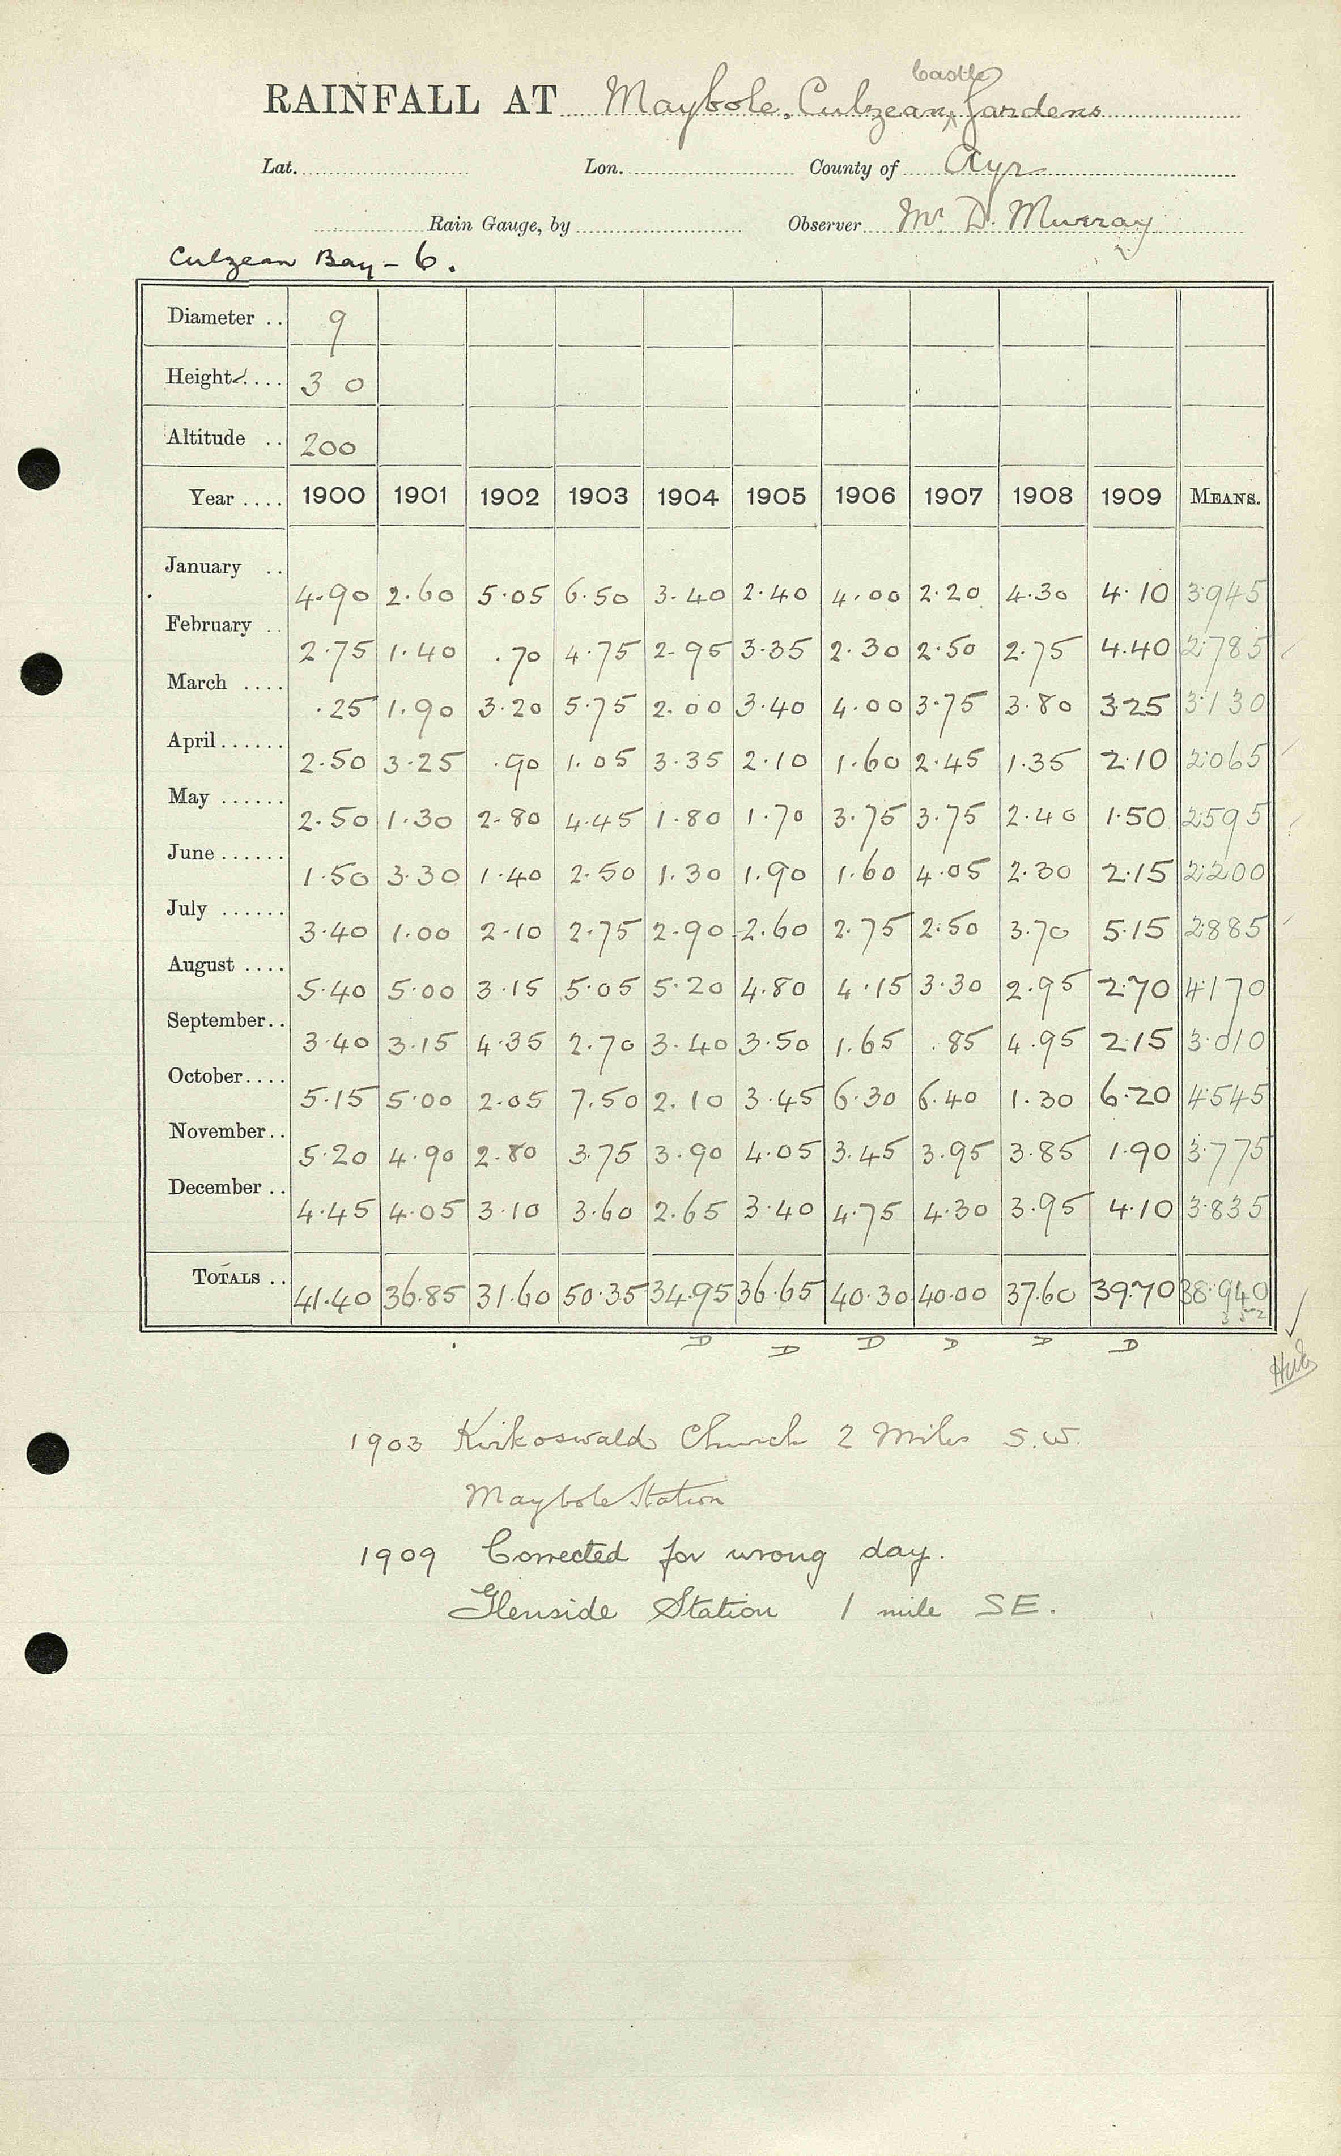 RAINFALL AT Maybole, Culzean Castle Gardens
Lat. Lon. County of Ayr
Rain Gauge, by Observer Mr. D. Murray
Culzean Bay - 6.
Diameter .. 9
Height .... 3 0
Altitude .. 200
Year .... 1900 1901 1902 1903 1904 1905 1906 1907 1908 1909 MEANS.
January .. 4.90 2.60 5.05 6.50 3.40 2.40 4.00 2.20 4.30 4.10 3.945
February .. 2.75 1.40 .70 4.75 2.95 3.35 2.30 2.50 2.75 4.40 2.785
March .... .25 1.90 3.20 5.75 2.00 3.40 4.00 3.75 3.80 3.25 3.130
April ...... 2.50 3.25 .90 1.05 3.35 2.10 1.60 2.45 1.35 2.10 2.065
May ...... 2.50 1.30 2.80 4.45 1.80 1.70 3.75 3.75 2.40 1.50 2.595
June ...... 1.50 3.30 1.40 2.50 1.30 1.90 1.60 4.05 2.30 2.15 2.200
July ...... 3.40 1.00 2.10 2.75 2.90 2.60 2.75 2.50 3.70 5.15 2.885
August .... 5.40 5.00 3.15 5.05 5.20 4.80 4.15 3.30 2.95 2.70 4.170
September .. 3.40 3.15 4.35 2.70 3.40 3.50 1.65 .85 4.95 2.15 3.010
October .... 5.15 5.00 2.05 7.50 2.10 3.45 6.30 6.40 1.30 6.20 4.545
November .. 5.20 4.90 2.80 3.75 3.90 4.05 3.45 3.95 3.85 1.90 3.775
December .. 4.45 4.05 3.10 3.60 2.65 3.40 4.75 4.30 3.95 4.10 3.835
TOTALS .. 41.40 36.85 31.60 50.35 34.95 36.65 40.30 40.00 37.60 39.70 38.940
D D D D D D
1903 Kirkoswald Church 2 Miles S.W.
Maybole Station
1909 Corrected for wrong day.
Glenside Station 1 mile SE.